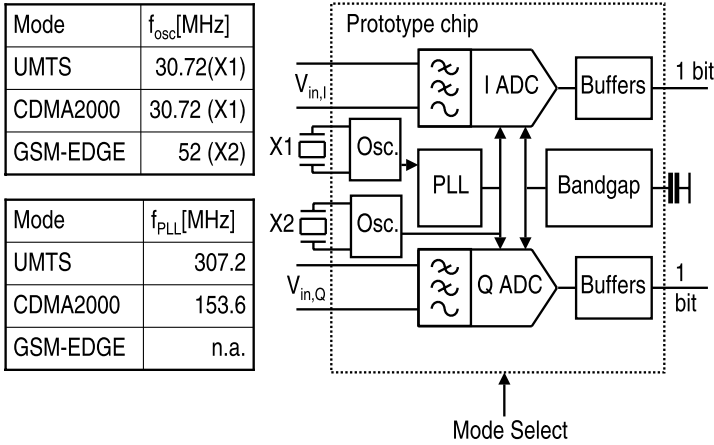 Mode fosc[MHz]
UMTS 30.72(X1)
CDMA2000 30.72 (X1)
GSM-EDGE 52 (X2)
Mode fPLL[MHz]
UMTS 307.2
CDMA2000 153.6
GSM-EDGE n.a.
Prototype chip
Vin,I
I ADC
Buffers
1 bit
X1
Osc.
PLL
Bandgap
X2
Osc.
Vin,Q
Q ADC
Buffers
1
bit
Mode Select